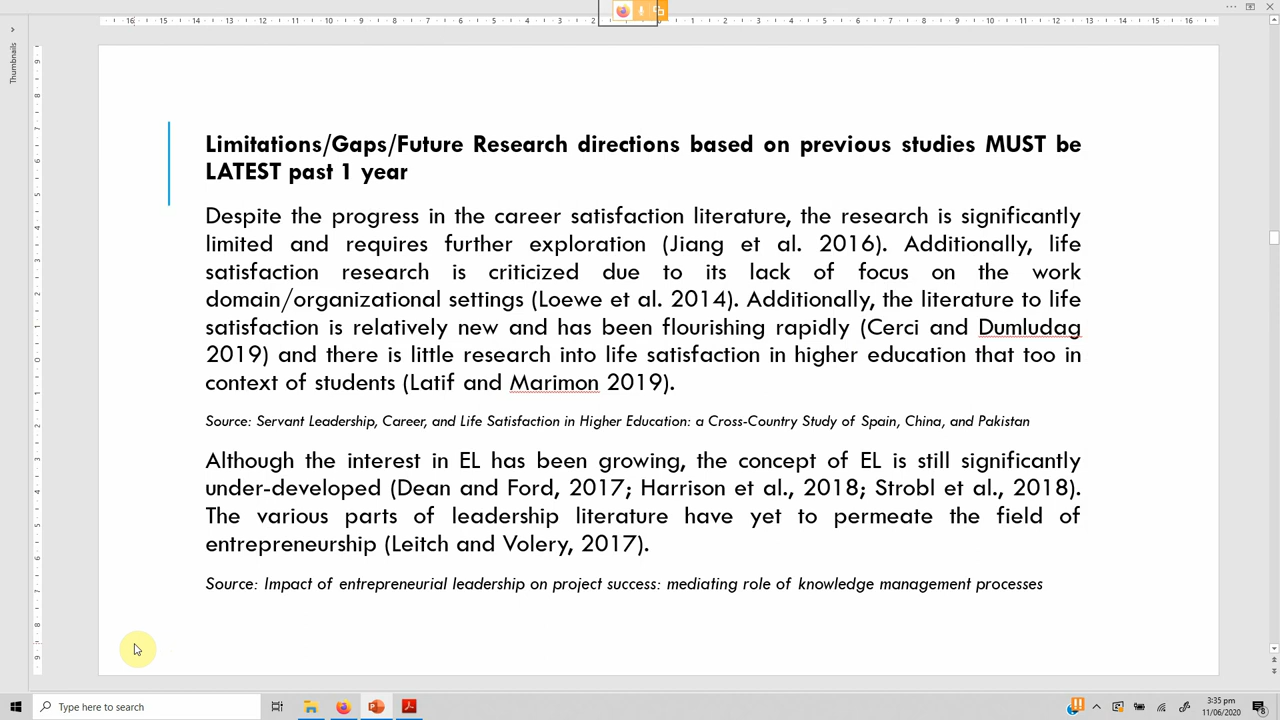 Thumbnails
Limitations/Gaps/Future Research directions based on previous studies MUST be
LATEST past 1 year
Despite the progress in the career satisfaction literature, the research is significantly
limited and requires further exploration (Jiang et al. 2016). Additionally, life
satisfaction research is criticized due to its lack of focus on the work
domain/organizational settings (Loewe et al. 2014). Additionally, the literature to life
satisfaction is relatively new and has been flourishing rapidly (Cerci and Dumludag
2019) and there is little research into life satisfaction in higher education that too in
context of students (Latif and Marimon 2019).
Source: Servant Leadership, Career, and Life Satisfaction in Higher Education: a Cross-Country Study of Spain, China, and Pakistan
Although the interest in EL has been growing, the concept of EL is still significantly
under-developed (Dean and Ford, 2017; Harrison et al., 2018; Strobl et al., 2018).
The various parts of leadership literature have yet to permeate the field of
entrepreneurship (Leitch and Volery, 2017).
Source: Impact of entrepreneurial leadership on project success: mediating role of knowledge management processes
Type here to search
3:35 pm
11/06/2020